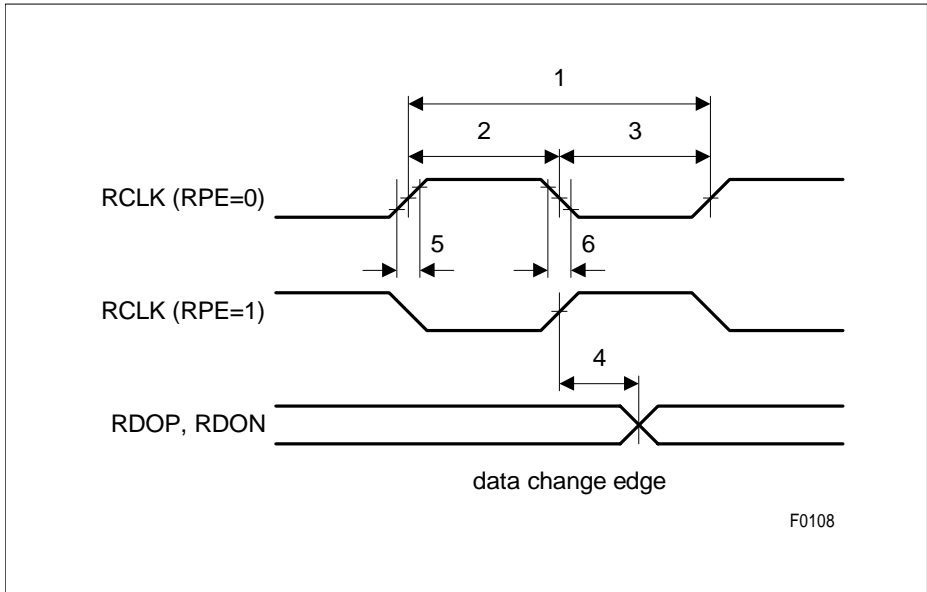 1
2
3
RCLK (RPE=0)
5
6
RCLK (RPE=1)
4
RDOP, RDON
data change edge
F0108